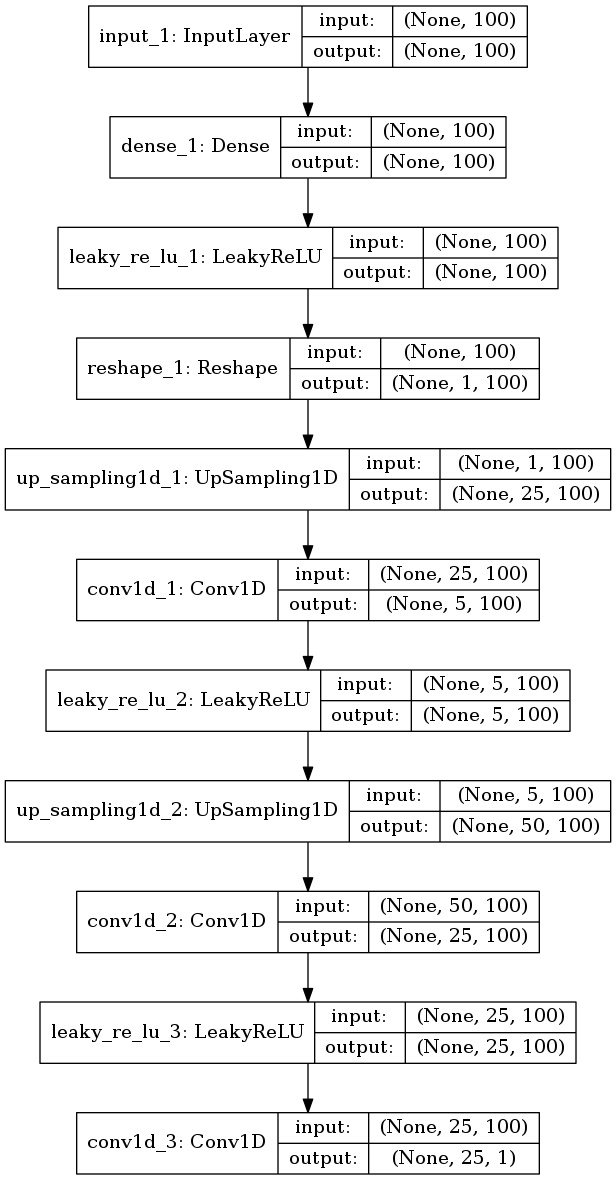 input_1: InputLayer
input: (None, 100)
output: (None, 100)
dense_1: Dense
input: (None, 100)
output: (None, 100)
leaky_re_lu_1: LeakyReLU
input: (None, 100)
output: (None, 100)
reshape_1: Reshape
input: (None, 100)
output: (None, 1, 100)
up_sampling1d_1: UpSampling1D
input: (None, 1, 100)
output: (None, 25, 100)
conv1d_1: Conv1D
input: (None, 25, 100)
output: (None, 5, 100)
leaky_re_lu_2: LeakyReLU
input: (None, 5, 100)
output: (None, 5, 100)
up_sampling1d_2: UpSampling1D
input: (None, 5, 100)
output: (None, 50, 100)
conv1d_2: Conv1D
input: (None, 50, 100)
output: (None, 25, 100)
leaky_re_lu_3: LeakyReLU
input: (None, 25, 100)
output: (None, 25, 100)
conv1d_3: Conv1D
input: (None, 25, 100)
output: (None, 25, 1)